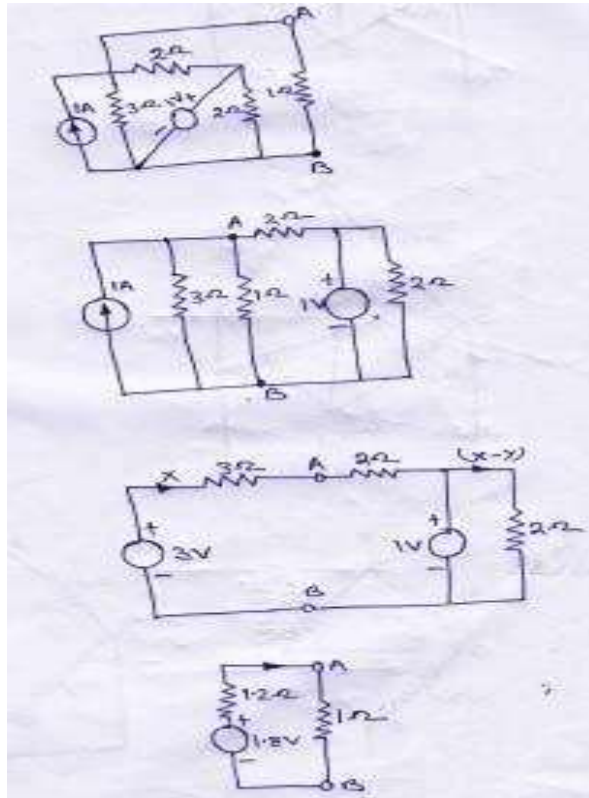 A
2Ω
1A 3Ω 1V + 2Ω 1Ω
-
B
A 2Ω
1A 3Ω 1Ω + 1V - 2Ω
B
X 3Ω A 2Ω (X-Y)
+ 3V - + 1V - 2Ω
B
A
1.2Ω
+ 1.8V - 1Ω
B